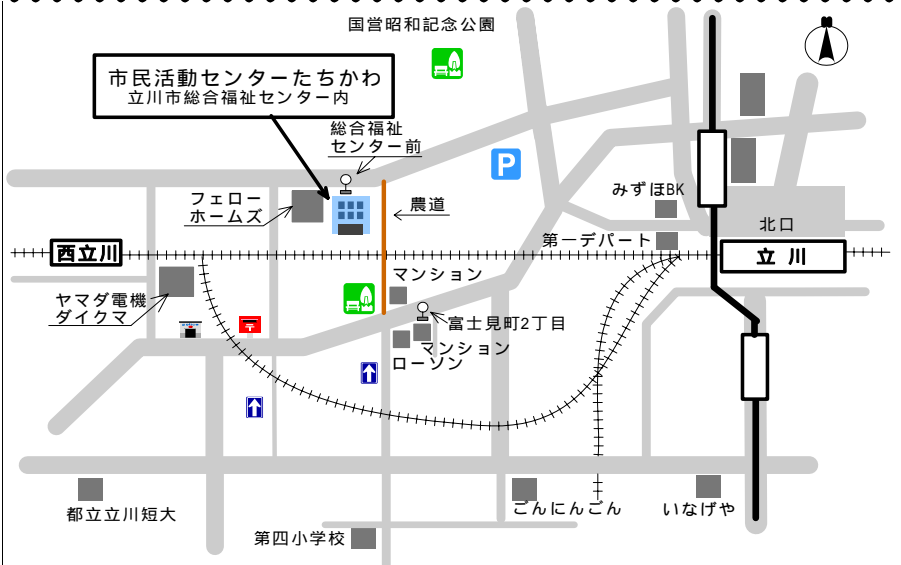 国営昭和記念公園
市民活動センターたちかわ
立川市総合福祉センター内
総合福祉
センター前
P
フェロー
ホームズ
農道
みずほBK
北口
第一デパート
西立川
立川
マンション
ヤマダ電機
ダイクマ
〒
富士見町2丁目
マンション
ローソン
都立立川短大
ごんにんごん
いなげや
第四小学校